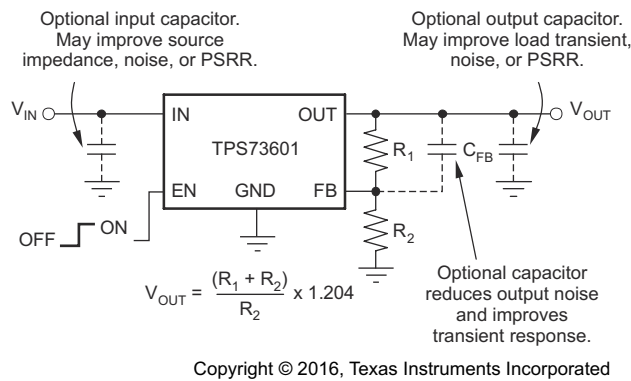 Optional input capacitor.
May improve source
impedance, noise, or PSRR.
Optional output capacitor.
May improve load transient,
noise, or PSRR.
VIN
IN
OUT
VOUT
TPS73601
R1
CFB
EN
GND
FB
OFF
ON
R2
VOUT = (R1 + R2) / R2 x 1.204
Optional capacitor
reduces output noise
and improves
transient response.
Copyright © 2016, Texas Instruments Incorporated